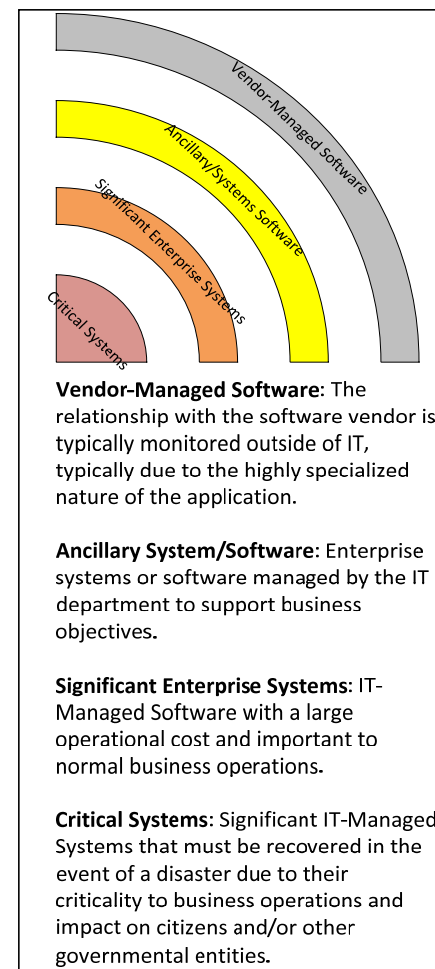 Vendor-Managed Software
Ancillary/Systems Software
Significant Enterprise Systems
Critical Systems
Vendor-Managed Software: The
relationship with the software vendor is
typically monitored outside of IT,
typically due to the highly specialized
nature of the application.
Ancillary System/Software: Enterprise
systems or software managed by the IT
department to support business
objectives.
Significant Enterprise Systems: IT-
Managed Software with a large
operational cost and important to
normal business operations.
Critical Systems: Significant IT-Managed
Systems that must be recovered in the
event of a disaster due to their
criticality to business operations and
impact on citizens and/or other
governmental entities.